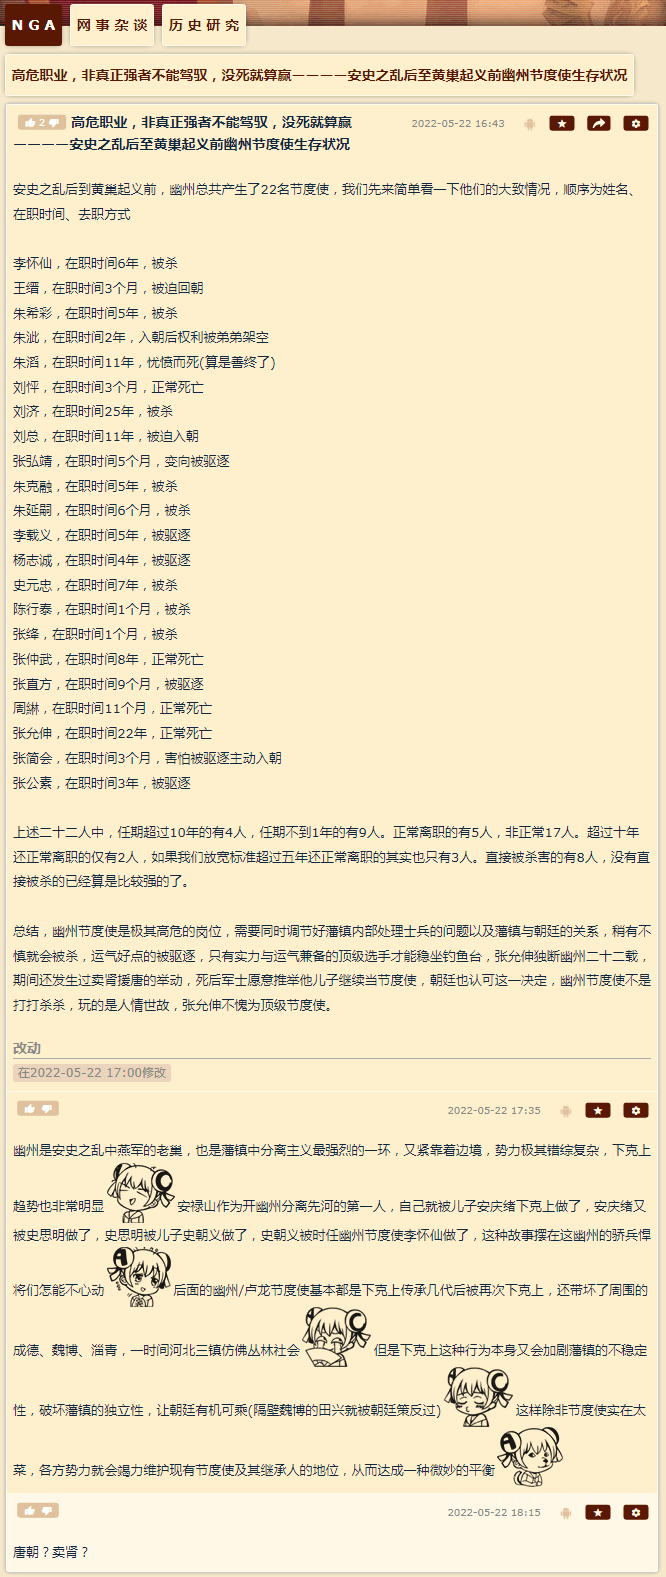 NGA 网事杂谈 历史研究
高危职业，非真正强者不能驾驭，没死就算赢————安史之乱后至黄巢起义前幽州节度使生存状况
2 高危职业，非真正强者不能驾驭，没死就算赢 2022-05-22 16:43
————安史之乱后至黄巢起义前幽州节度使生存状况
安史之乱后到黄巢起义前，幽州总共产生了22名节度使，我们先来简单看一下他们的大致情况，顺序为姓名、
在职时间、去职方式
李怀仙，在职时间6年，被杀
王缙，在职时间3个月，被迫回朝
朱希彩，在职时间5年，被杀
朱泚，在职时间2年，入朝后权利被弟弟架空
朱滔，在职时间11年，忧愤而死(算是善终了)
刘怦，在职时间3个月，正常死亡
刘济，在职时间25年，被杀
刘总，在职时间11年，被迫入朝
张弘靖，在职时间5个月，变向被驱逐
朱克融，在职时间5年，被杀
朱延嗣，在职时间6个月，被杀
李载义，在职时间5年，被驱逐
杨志诚，在职时间4年，被驱逐
史元忠，在职时间7年，被杀
陈行泰，在职时间1个月，被杀
张绛，在职时间1个月，被杀
张仲武，在职时间8年，正常死亡
张直方，在职时间9个月，被驱逐
周綝，在职时间11个月，正常死亡
张允伸，在职时间22年，正常死亡
张简会，在职时间3个月，害怕被驱逐主动入朝
张公素，在职时间3年，被驱逐
上述二十二人中，任期超过10年的有4人，任期不到1年的有9人。正常离职的有5人，非正常17人。超过十年
还正常离职的仅有2人，如果我们放宽标准超过五年还正常离职的其实也只有3人。直接被杀害的有8人，没有直
接被杀的已经算是比较强的了。
总结，幽州节度使是极其高危的岗位，需要同时调节好藩镇内部处理士兵的问题以及藩镇与朝廷的关系，稍有不
慎就会被杀，运气好点的被驱逐，只有实力与运气兼备的顶级选手才能稳坐钓鱼台，张允伸独断幽州二十二载，
期间还发生过卖肾援唐的举动，死后军士愿意推举他儿子继续当节度使，朝廷也认可这一决定，幽州节度使不是
打打杀杀，玩的是人情世故，张允伸不愧为顶级节度使。
改动
在2022-05-22 17:00修改
2022-05-22 17:35
幽州是安史之乱中燕军的老巢，也是藩镇中分离主义最强烈的一环，又紧靠着边境，势力极其错综复杂，下克上
趋势也非常明显 安禄山作为开幽州分离先河的第一人，自己就被儿子安庆绪下克上做了，安庆绪又
被史思明做了，史思明被儿子史朝义做了，史朝义被时任幽州节度使李怀仙做了，这种故事摆在这幽州的骄兵悍
将们怎能不心动 后面的幽州/卢龙节度使基本都是下克上传承几代后被再次下克上，还带坏了周围的
成德、魏博、淄青，一时间河北三镇仿佛丛林社会 但是下克上这种行为本身又会加剧藩镇的不稳定
性，破坏藩镇的独立性，让朝廷有机可乘(隔壁魏博的田兴就被朝廷策反过) 这样除非节度使实在太
菜，各方势力就会竭力维护现有节度使及其继承人的地位，从而达成一种微妙的平衡
2022-05-22 18:15
唐朝？卖肾？